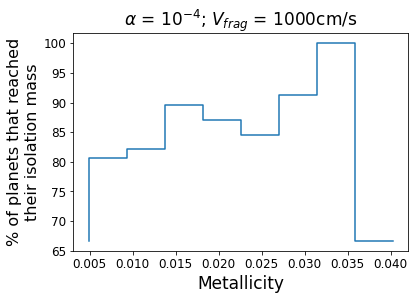 α = 10⁻⁴; V_frag = 1000cm/s
% of planets that reached
their isolation mass
100
95
90
85
80
75
70
65
0.005 0.010 0.015 0.020 0.025 0.030 0.035 0.040
Metallicity